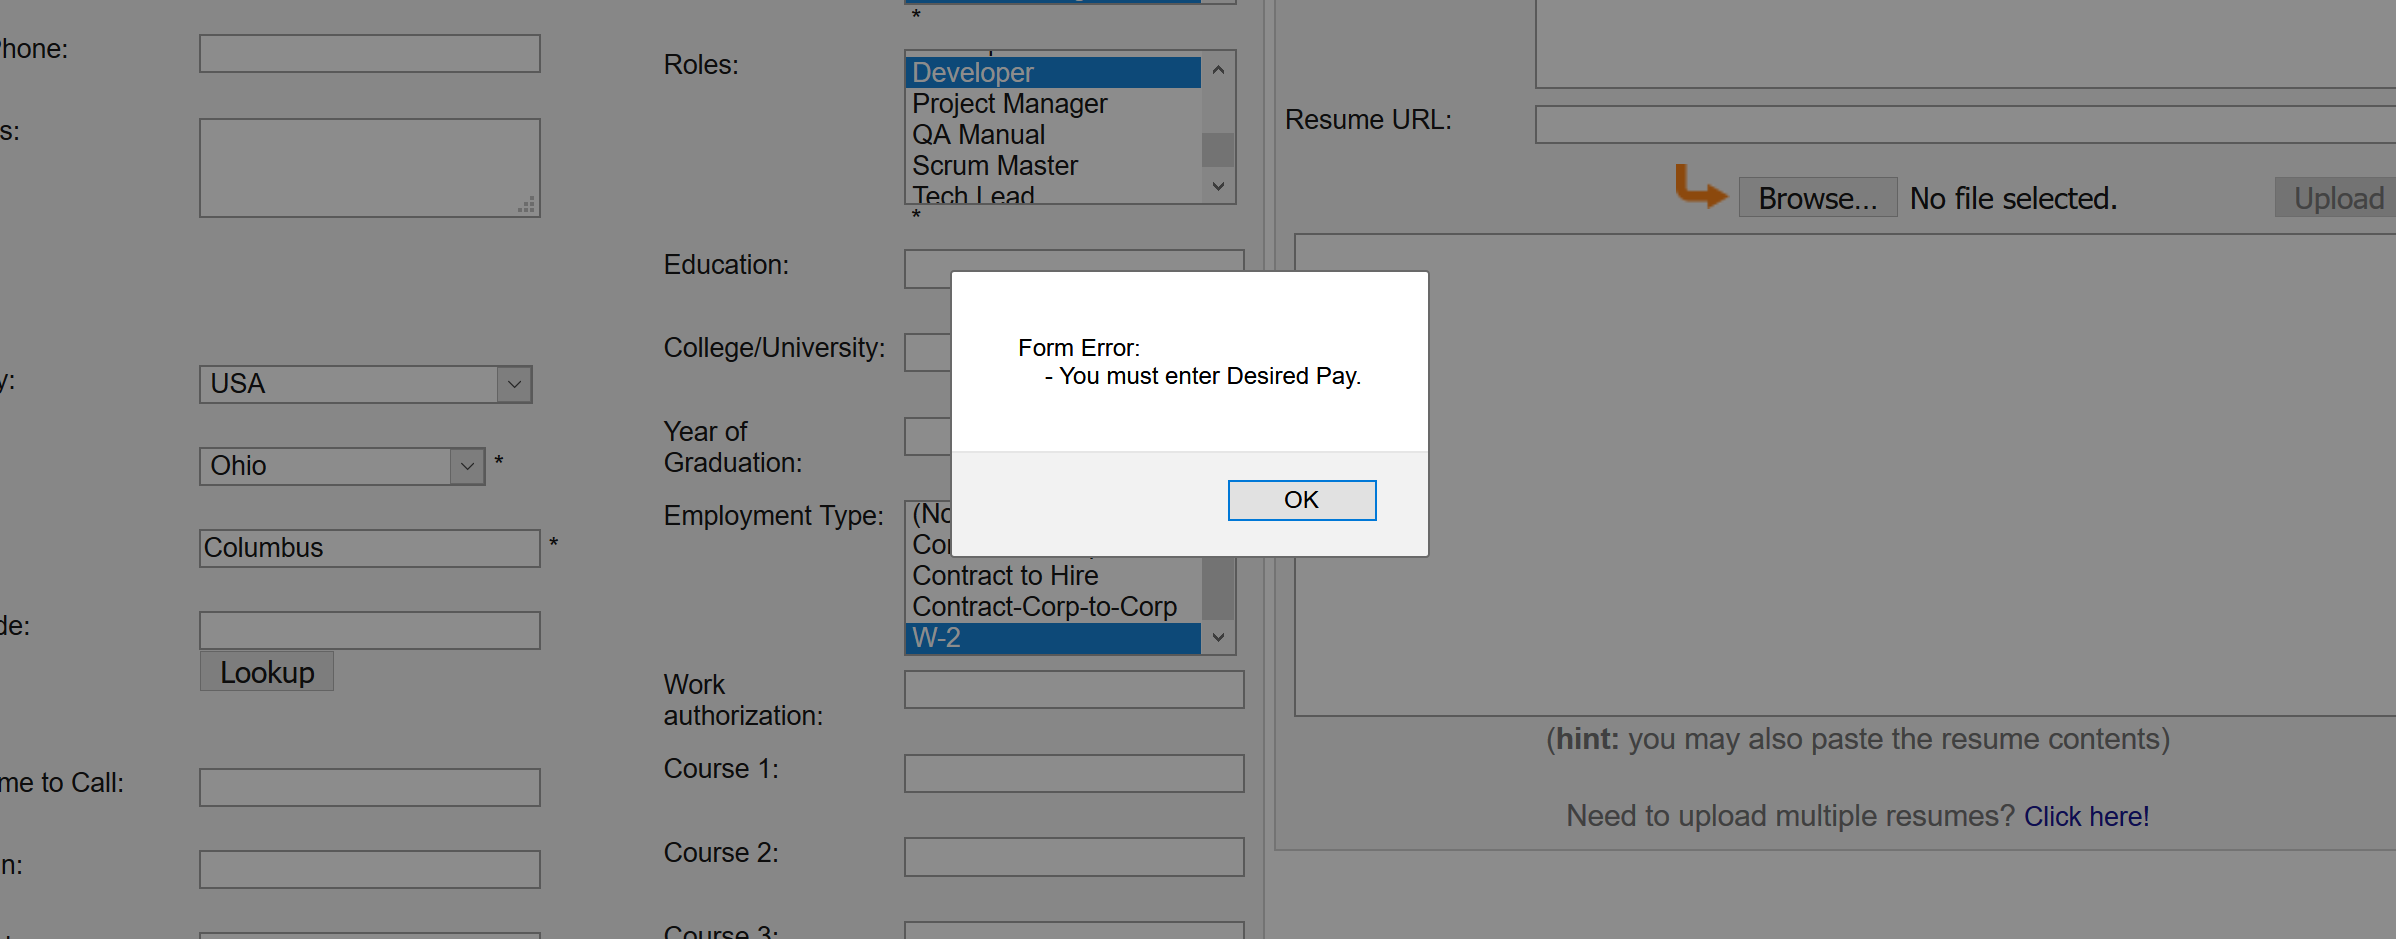 Phone:
s:
y:
USA
Ohio
*
Columbus
*
de:
Lookup
me to Call:
n:
*
Roles:
Developer
Project Manager
QA Manual
Scrum Master
Tech Lead
*
Education:
College/University:
Year of
Graduation:
Employment Type:
(No
Co
Contract to Hire
Contract-Corp-to-Corp
W-2
Work
authorization:
Course 1:
Course 2:
Course 3:
Form Error:
- You must enter Desired Pay.
OK
Resume URL:
Browse...
No file selected.
Upload
(hint: you may also paste the resume contents)
Need to upload multiple resumes? Click here!